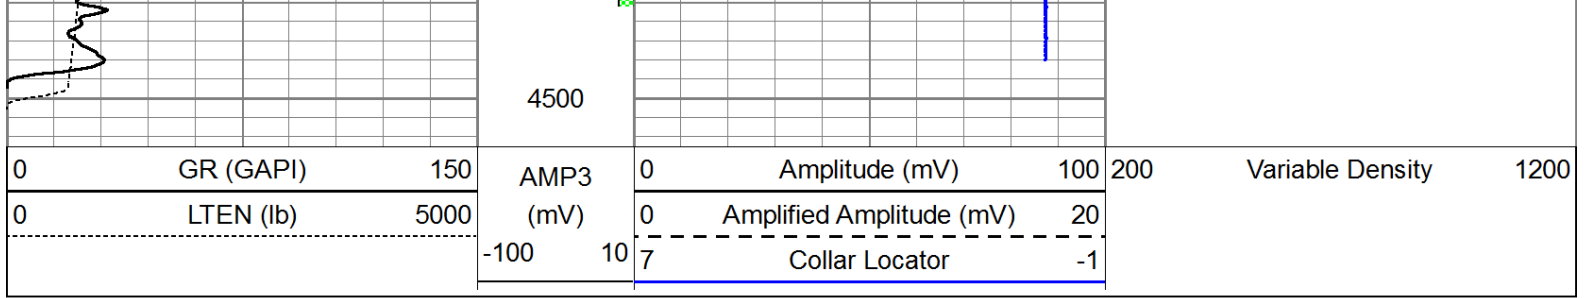 4500
0 GR (GAPI) 150
0 LTEN (lb) 5000
AMP3
(mV)
-100 10
0 Amplitude (mV) 100
0 Amplified Amplitude (mV) 20
7 Collar Locator -1
200 Variable Density 1200